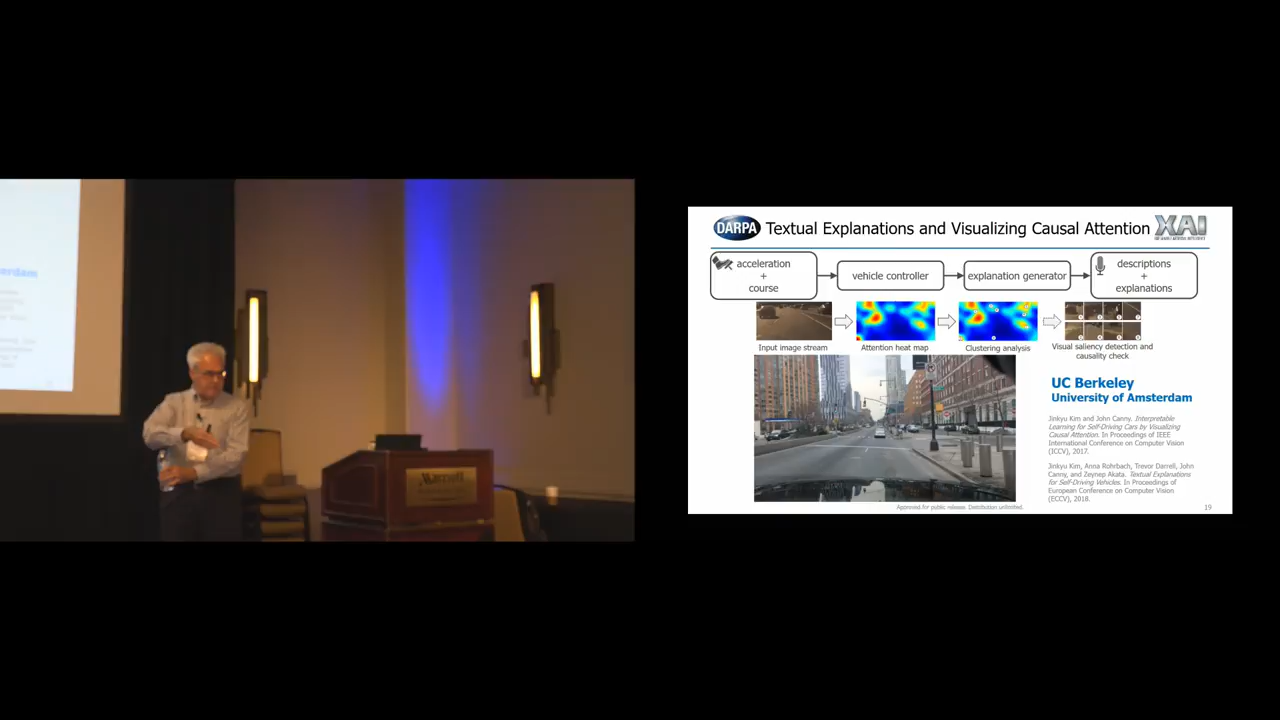 erdam
Marriott
DARPA
Textual Explanations and Visualizing Causal Attention
XAI
acceleration
+
course
vehicle controller
explanation generator
descriptions
+
explanations
Input image stream
Attention heat map
Clustering analysis
Visual saliency detection and
causality check
UC Berkeley
University of Amsterdam
Jinkyu Kim and John Canny. Interpretable
Learning for Self-Driving Cars by Visualizing
Causal Attention. In Proceedings of IEEE
International Conference on Computer Vision
(ICCV), 2017.
Jinkyu Kim, Anna Rohrbach, Trevor Darrell, John
Canny, and Zeynep Akata. Textual Explanations
for Self-Driving Vehicles. In Proceedings of
European Conference on Computer Vision
(ECCV), 2018.
Approved for public release: Distribution unlimited.
19